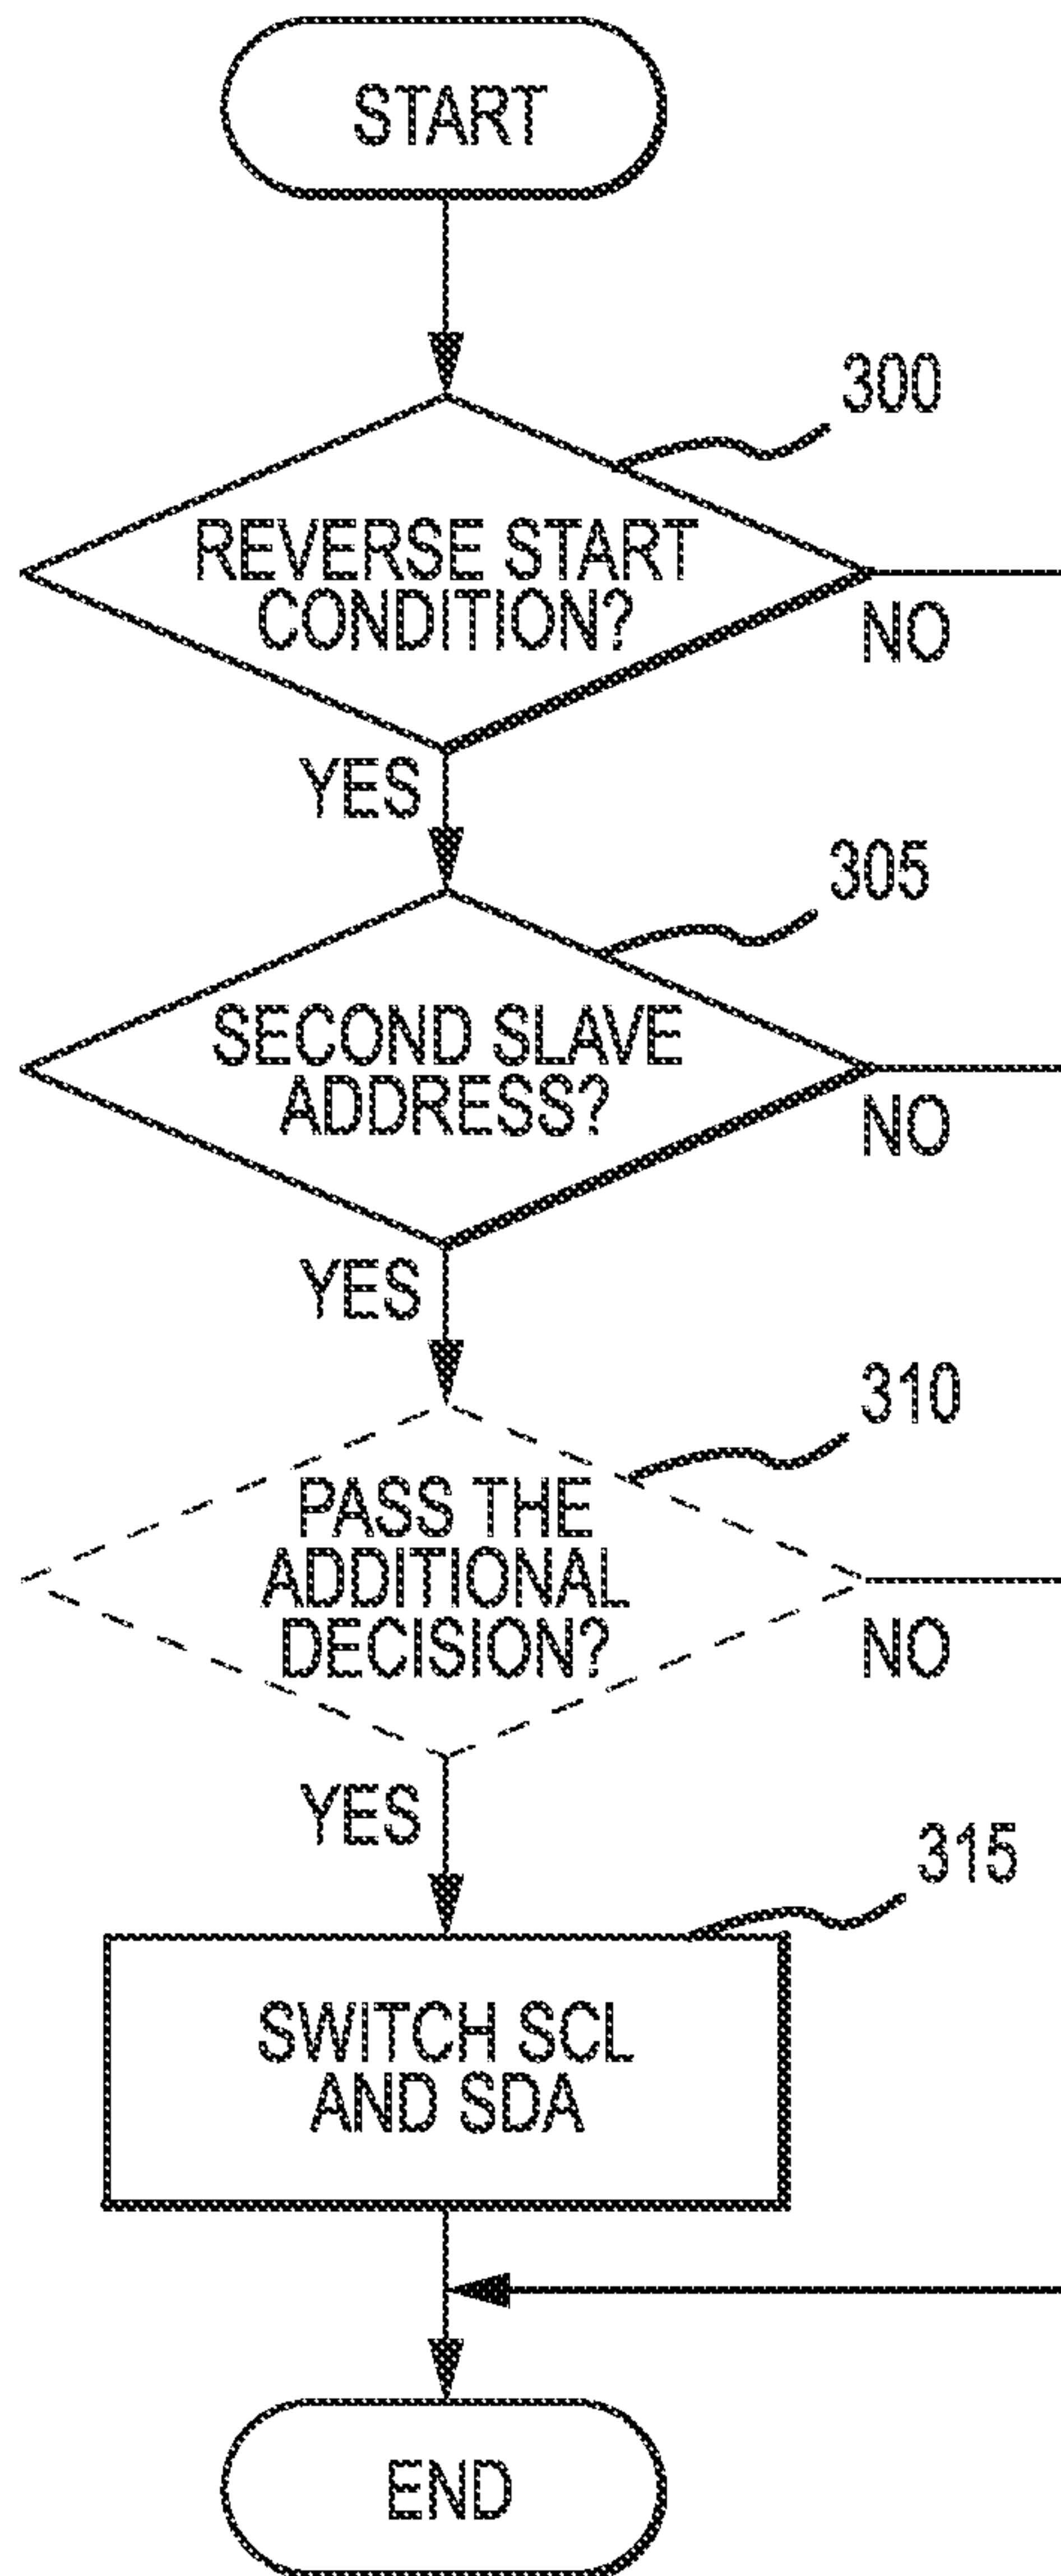 START
300
REVERSE START
CONDITION?
NO
YES
305
SECOND SLAVE
ADDRESS?
NO
YES
310
PASS THE
ADDITIONAL
DECISION?
NO
YES
315
SWITCH SCL
AND SDA
END